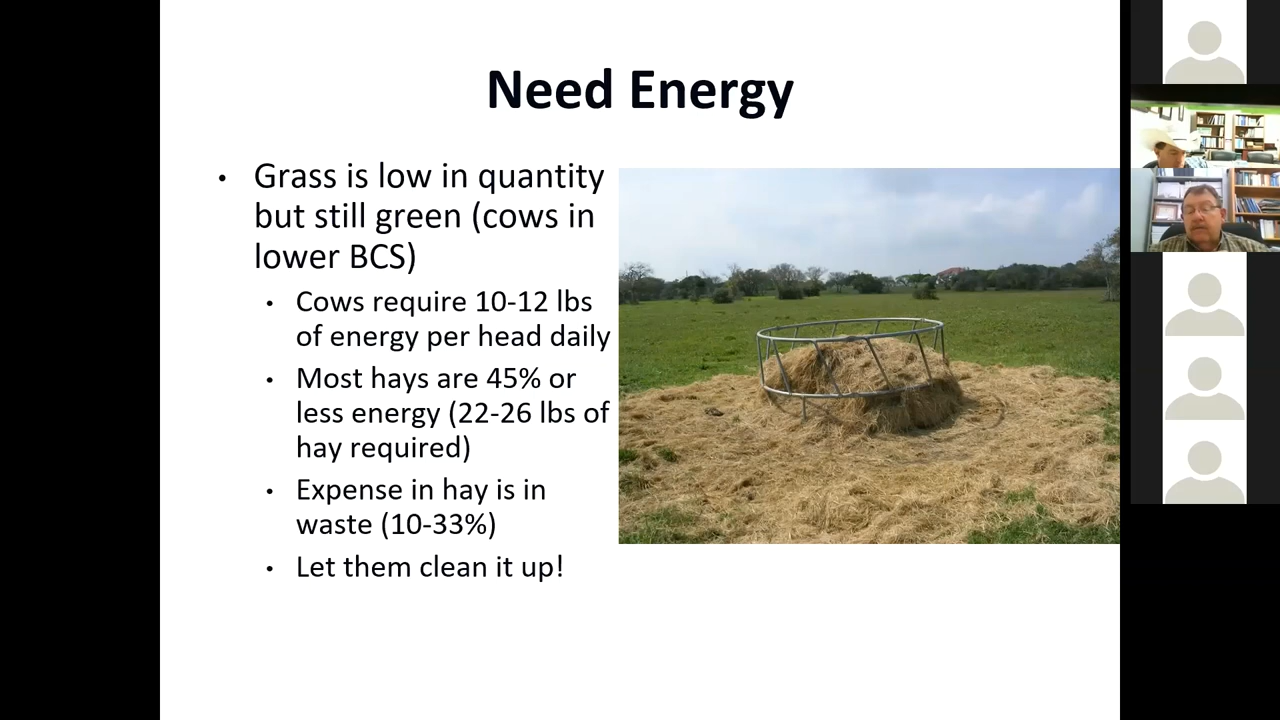 Need Energy
• Grass is low in quantity
but still green (cows in
lower BCS)
• Cows require 10-12 lbs
of energy per head daily
• Most hays are 45% or
less energy (22-26 lbs of
hay required)
• Expense in hay is in
waste (10-33%)
• Let them clean it up!